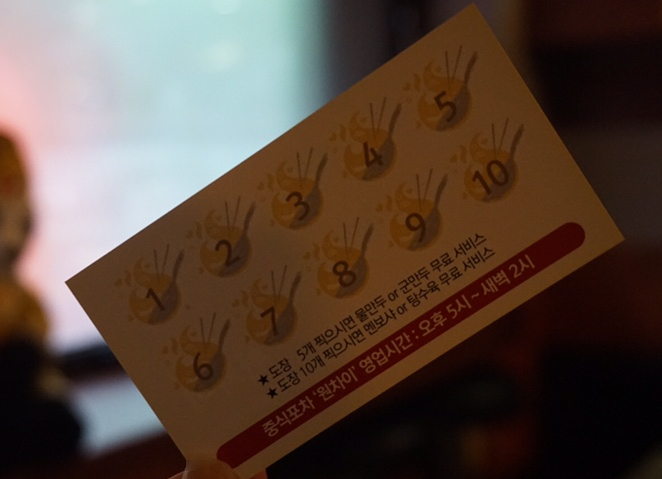 1 2 3 4 5
6 7 8 9 10
★ 도장 5개 찍으시면 물만두 or 군만두 무료 서비스
★ 도장 10개 찍으시면 멘보샤 or 탕수육 무료 서비스
중식포차 '원차이' 영업시간 : 오후 5시 ~ 새벽 2시